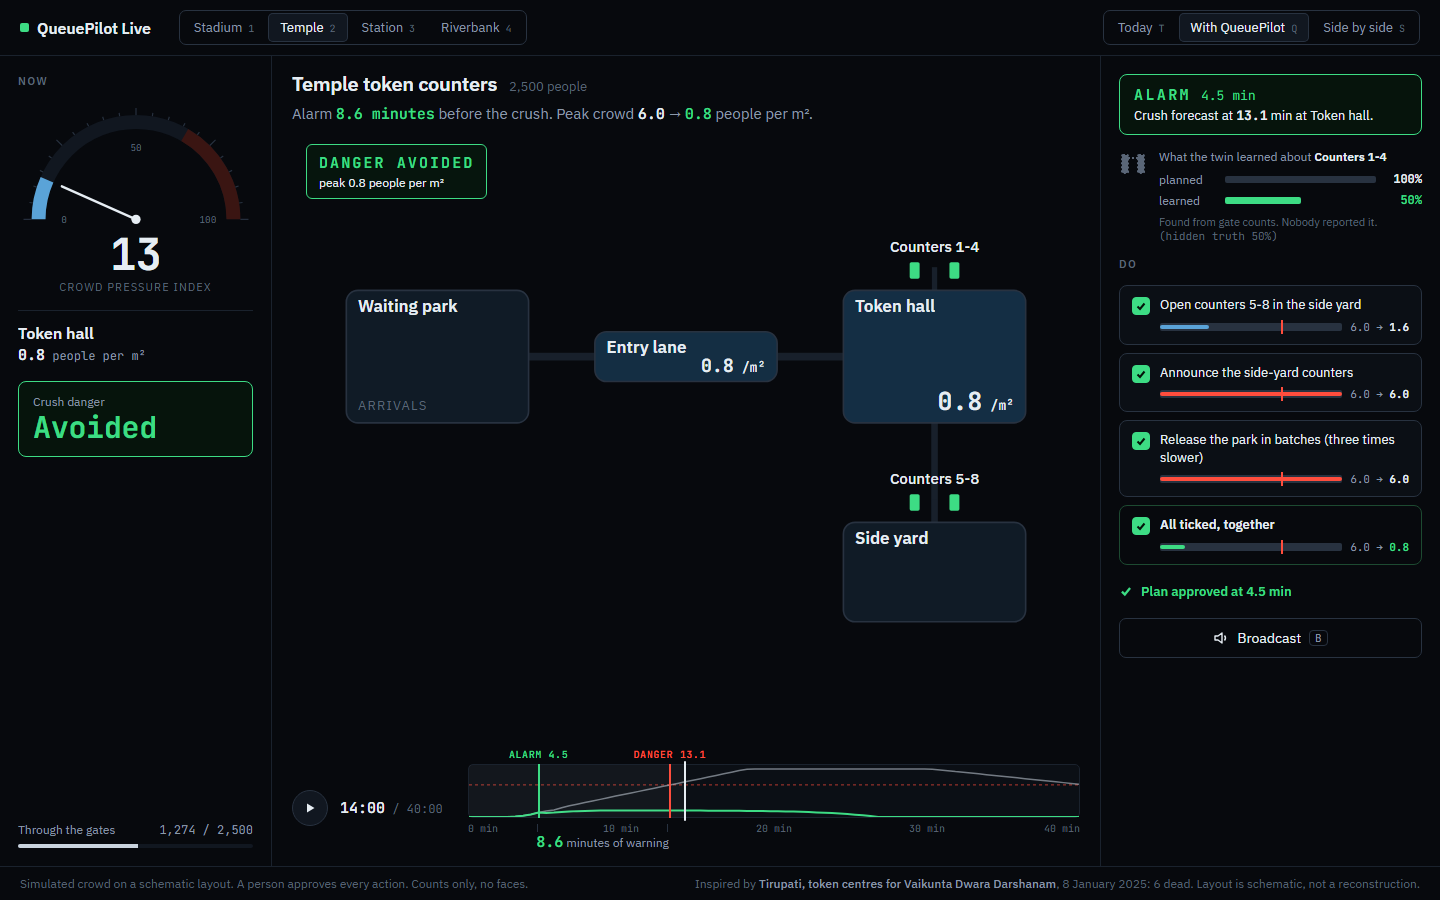 QueuePilot Live
Stadium 1 Temple 2 Station 3 Riverbank 4
Today T With QueuePilot Q Side by side S
NOW
50
0 100
13
CROWD PRESSURE INDEX
Token hall
0.8 people per m²
Crush danger
Avoided
Through the gates 1,274 / 2,500
Temple token counters 2,500 people
Alarm 8.6 minutes before the crush. Peak crowd 6.0 → 0.8 people per m².
DANGER AVOIDED
peak 0.8 people per m²
Counters 1-4
Waiting park
ARRIVALS
Entry lane
0.8 /m²
Token hall
0.8 /m²
Counters 5-8
Side yard
ALARM 4.5 DANGER 13.1
14:00 / 40:00
0 min 10 min 20 min 30 min 40 min
8.6 minutes of warning
ALARM 4.5 min
Crush forecast at 13.1 min at Token hall.
What the twin learned about Counters 1-4
planned 100%
learned 50%
Found from gate counts. Nobody reported it.
(hidden truth 50%)
DO
Open counters 5-8 in the side yard
6.0 → 1.6
Announce the side-yard counters
6.0 → 6.0
Release the park in batches (three times
slower)
6.0 → 6.0
All ticked, together
6.0 → 0.8
Plan approved at 4.5 min
Broadcast B
Simulated crowd on a schematic layout. A person approves every action. Counts only, no faces.
Inspired by Tirupati, token centres for Vaikunta Dwara Darshanam, 8 January 2025: 6 dead. Layout is schematic, not a reconstruction.